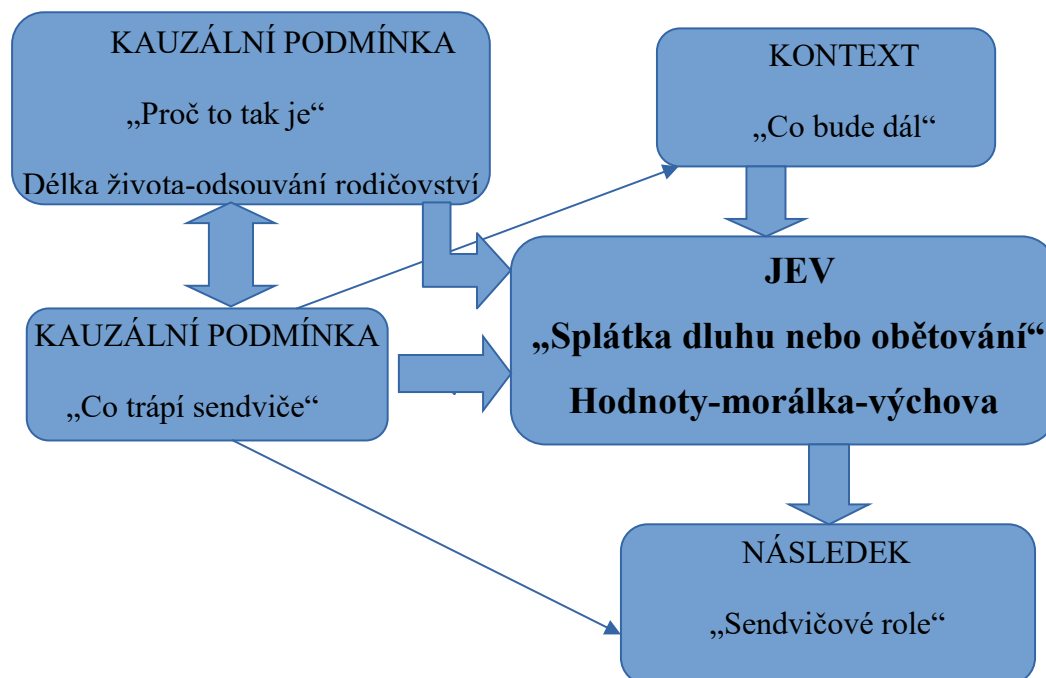 KAUZÁLNÍ PODMÍNKA
„Proč to tak je“
Délka života-odsouvání rodičovství
KONTEXT
„Co bude dál“
JEV
„Splátka dluhu nebo obětování“
Hodnoty-morálka-výchova
KAUZÁLNÍ PODMÍNKA
„Co trápí sendviče“
NÁSLEDEK
„Sendvičové role“